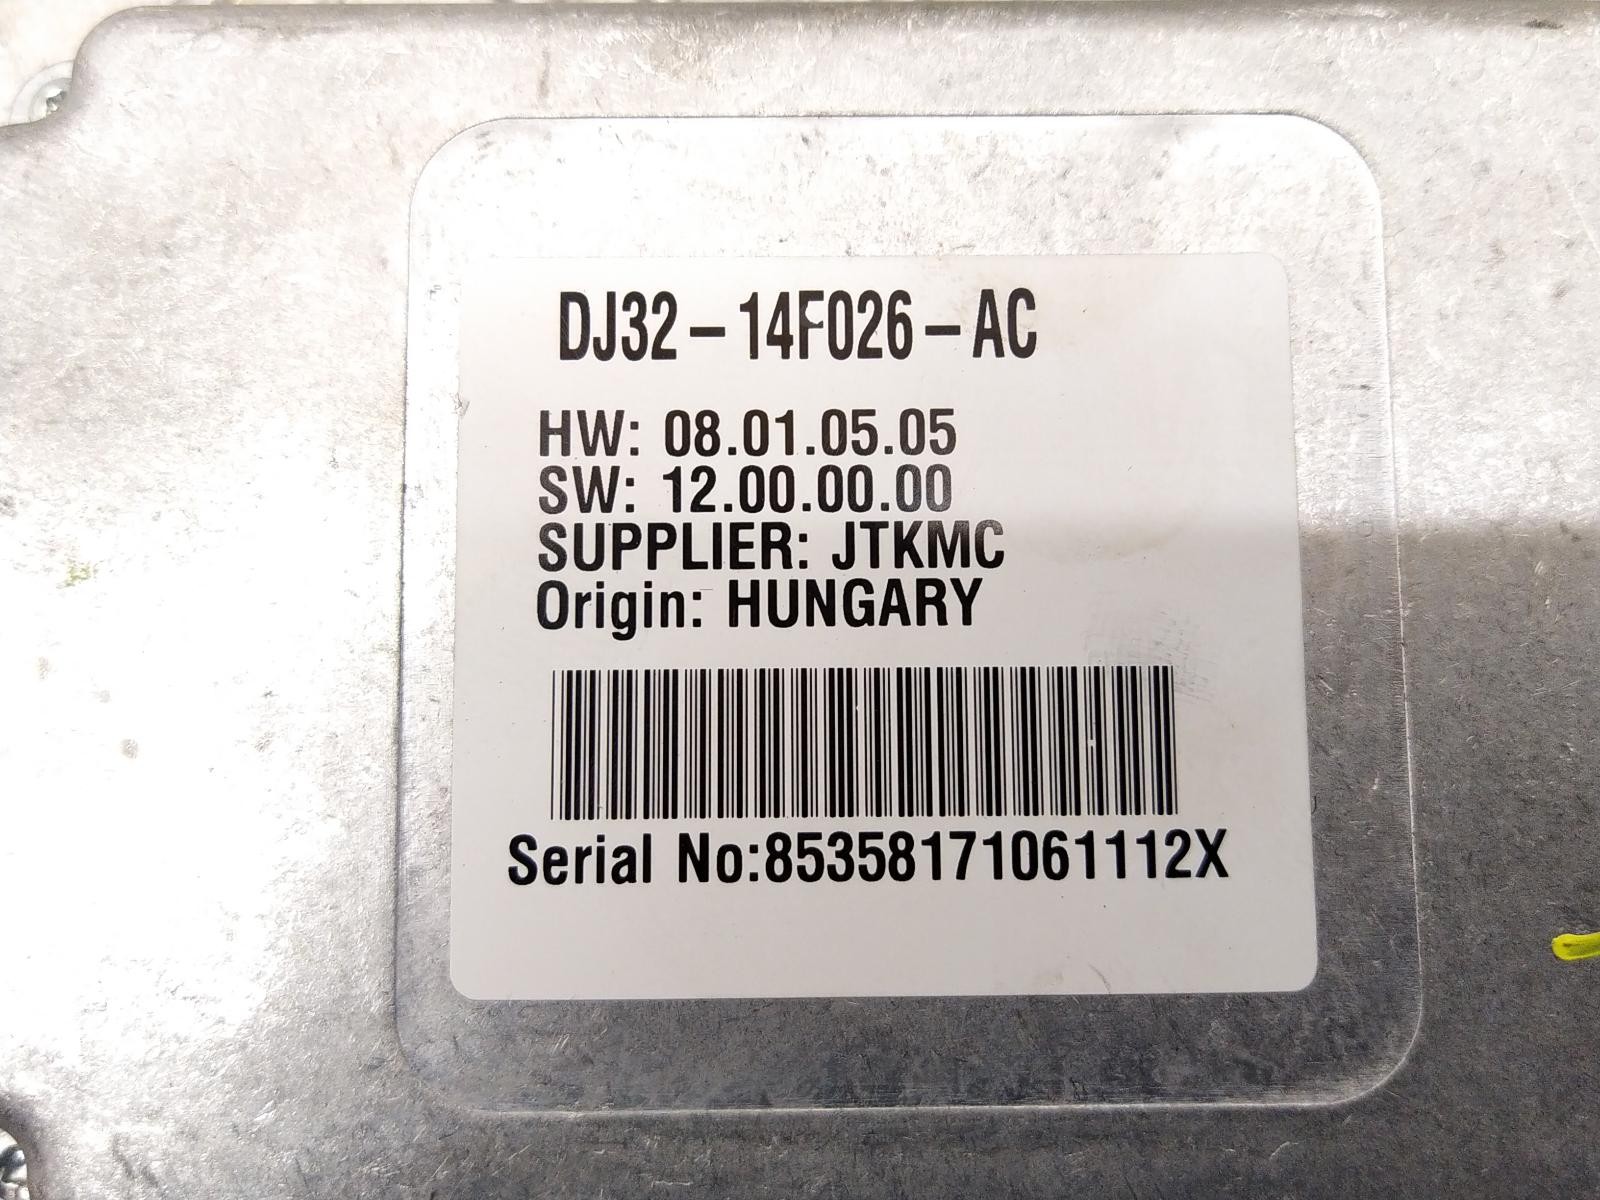 DJ32-14F026-AC
HW: 08.01.05.05
SW: 12.00.00.00
SUPPLIER: JTKMC
Origin: HUNGARY
Serial No:85358171061112X